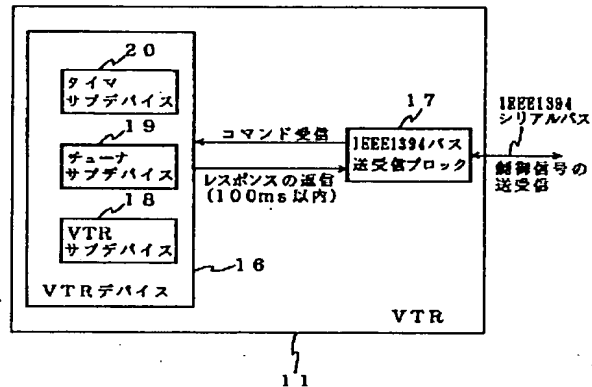 20
タイマ
サブデバイス
19
チューナ
サブデバイス
18
VTR
サブデバイス
VTRデバイス
16
コマンド受信
レスポンスの返信
(100ms以内)
17
IEEE1394バス
送受信ブロック
IEEE1394
シリアルバス
制御信号の
送受信
VTR
11